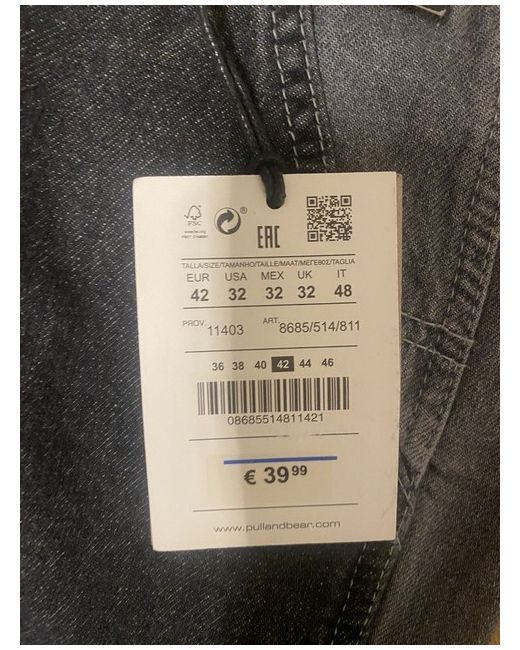 FSC
®
EAC
TALLA/SIZE/TAMANHO/TAILLE/MAAT/ΜΕΓΕΘΟΣ/TAGLIA
EUR USA MEX UK IT
42 32 32 32 48
PROV. 11403 ART. 8685/514/811
36 38 40 42 44 46
08685514811421
€ 39 99
www.pullandbear.com